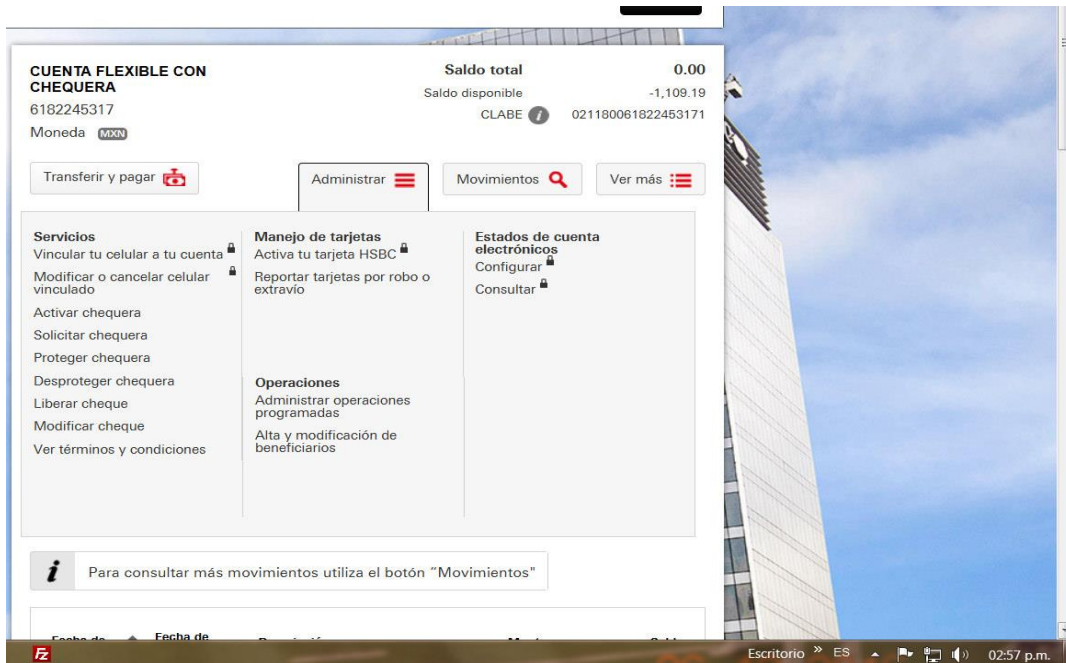 CUENTA FLEXIBLE CON
CHEQUERA
6182245317
Moneda MXN
Saldo total 0.00
Saldo disponible -1,109.19
CLABE i 021180061822453171
Transferir y pagar
Administrar
Movimientos
Ver más
Servicios
Vincular tu celular a tu cuenta
Modificar o cancelar celular
vinculado
Activar chequera
Solicitar chequera
Proteger chequera
Desproteger chequera
Liberar cheque
Modificar cheque
Ver términos y condiciones
Manejo de tarjetas
Activa tu tarjeta HSBC
Reportar tarjetas por robo o
extravío
Operaciones
Administrar operaciones
programadas
Alta y modificación de
beneficiarios
Estados de cuenta
electrónicos
Configurar
Consultar
i Para consultar más movimientos utiliza el botón “Movimientos"
Fecha de
Fz Escritorio » ES 02:57 p.m.